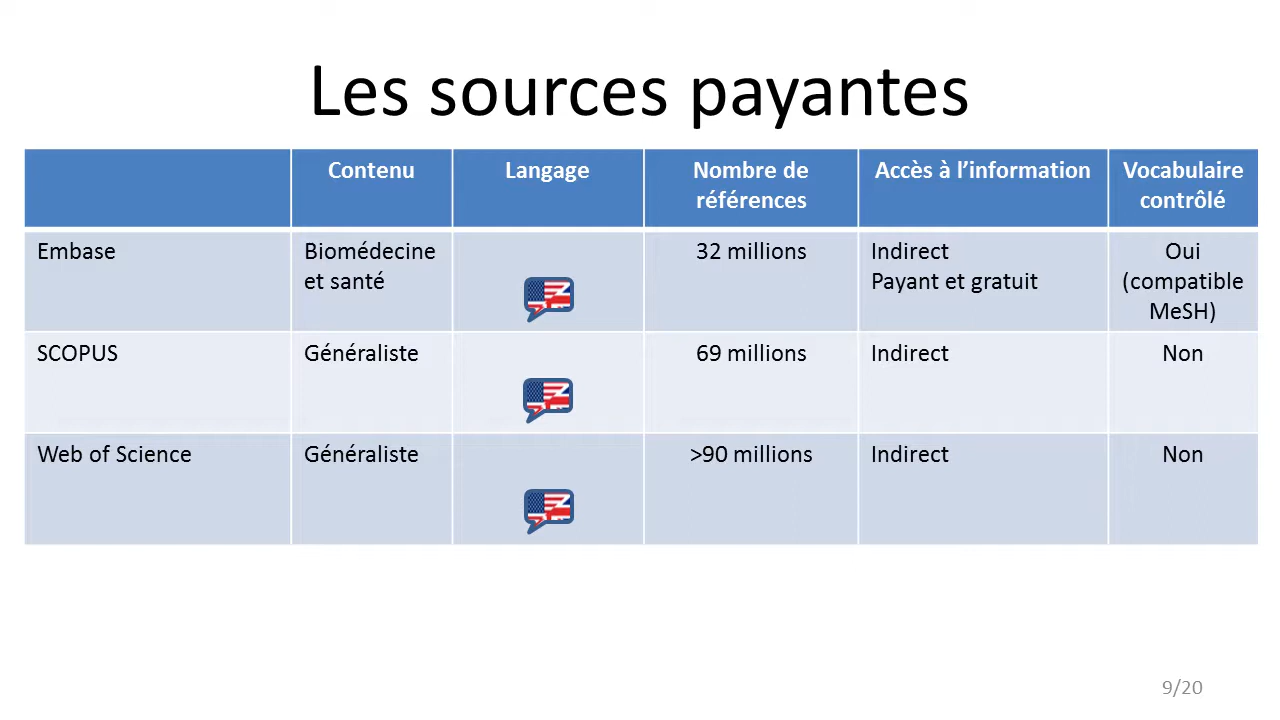 Les sources payantes
Contenu
Langage
Nombre de
références
Accès à l’information
Vocabulaire
contrôlé
Embase
Biomédecine
et santé
32 millions
Indirect
Payant et gratuit
Oui
(compatible
MeSH)
SCOPUS
Généraliste
69 millions
Indirect
Non
Web of Science
Généraliste
>90 millions
Indirect
Non
9/20